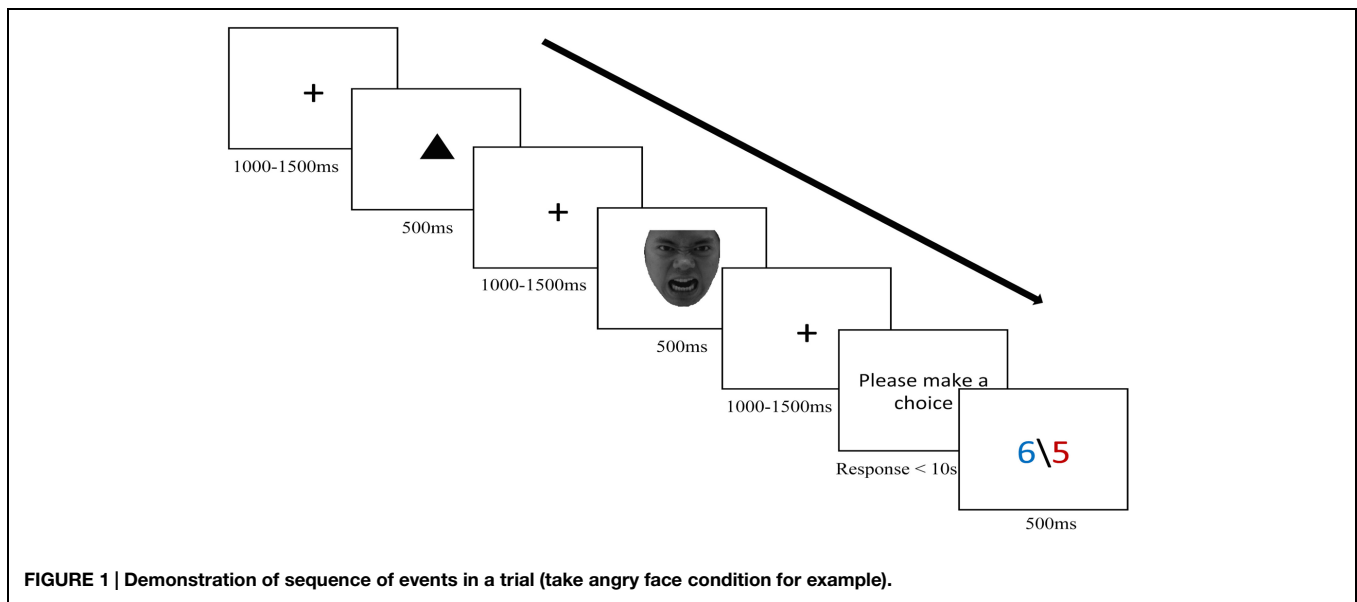 +
1000-1500ms
500ms
+
1000-1500ms
500ms
+
1000-1500ms
Please make a
choice
Response < 10s
6\5
500ms
FIGURE 1 | Demonstration of sequence of events in a trial (take angry face condition for example).